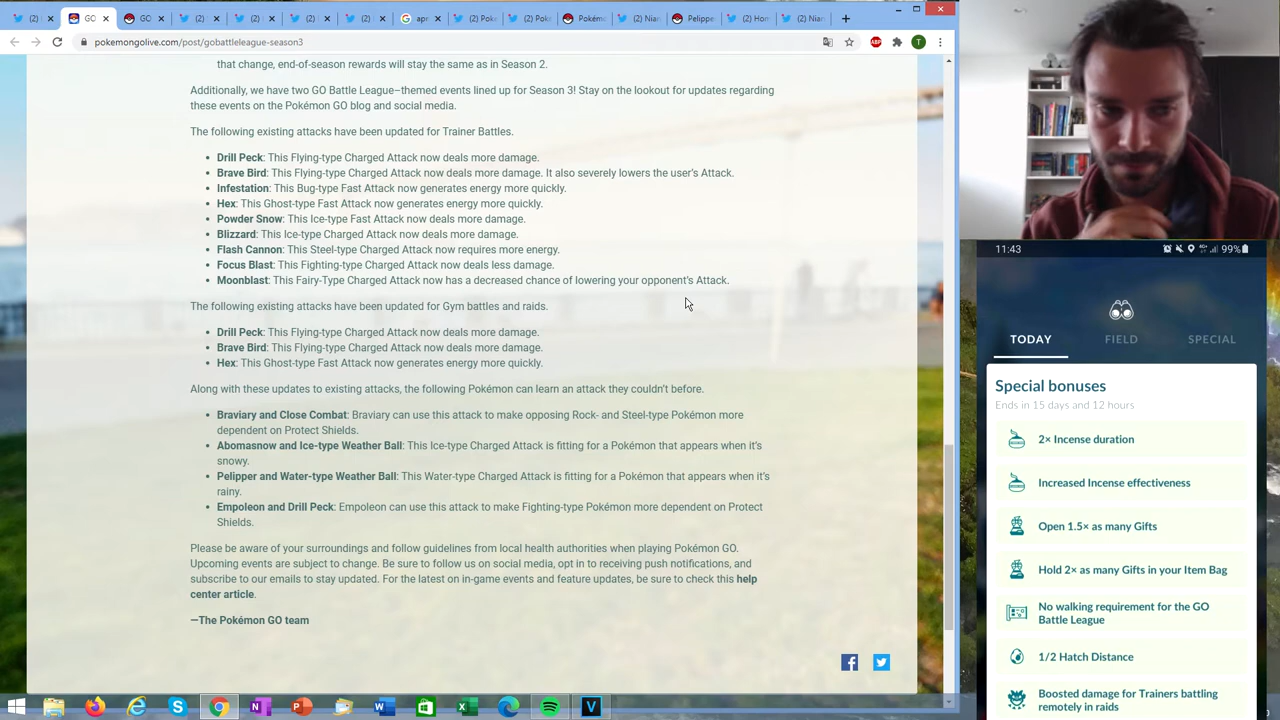 (2)
GO
GO
(2)
(2)
apr
(2) Poke
(2) Poke
Pokémo
(2) Nian
Pelippe
(2) Hom
(2) Nian
pokemongolive.com/post/gobattleleague-season3
ABP
T
that change, end-of-season rewards will stay the same as in Season 2.
Additionally, we have two GO Battle League–themed events lined up for Season 3! Stay on the lookout for updates regarding
these events on the Pokémon GO blog and social media.
The following existing attacks have been updated for Trainer Battles.
• Drill Peck: This Flying-type Charged Attack now deals more damage.
• Brave Bird: This Flying-type Charged Attack now deals more damage. It also severely lowers the user's Attack.
• Infestation: This Bug-type Fast Attack now generates energy more quickly.
• Hex: This Ghost-type Fast Attack now generates energy more quickly.
• Powder Snow: This Ice-type Fast Attack now deals more damage.
• Blizzard: This Ice-type Charged Attack now deals more damage.
• Flash Cannon: This Steel-type Charged Attack now requires more energy.
• Focus Blast: This Fighting-type Charged Attack now deals less damage.
• Moonblast: This Fairy-Type Charged Attack now has a decreased chance of lowering your opponent's Attack.
The following existing attacks have been updated for Gym battles and raids.
• Drill Peck: This Flying-type Charged Attack now deals more damage.
• Brave Bird: This Flying-type Charged Attack now deals more damage.
• Hex: This Ghost-type Fast Attack now generates energy more quickly.
Along with these updates to existing attacks, the following Pokémon can learn an attack they couldn't before.
• Braviary and Close Combat: Braviary can use this attack to make opposing Rock- and Steel-type Pokémon more
dependent on Protect Shields.
• Abomasnow and Ice-type Weather Ball: This Ice-type Charged Attack is fitting for a Pokémon that appears when it's
snowy.
• Pelipper and Water-type Weather Ball: This Water-type Charged Attack is fitting for a Pokémon that appears when it's
rainy.
• Empoleon and Drill Peck: Empoleon can use this attack to make Fighting-type Pokémon more dependent on Protect
Shields.
Please be aware of your surroundings and follow guidelines from local health authorities when playing Pokémon GO.
Upcoming events are subject to change. Be sure to follow us on social media, opt in to receiving push notifications, and
subscribe to our emails to stay updated. For the latest on in-game events and feature updates, be sure to check this help
center article.
—The Pokémon GO team
11:43
99%
TODAY FIELD SPECIAL
Special bonuses
Ends in 15 days and 12 hours
2× Incense duration
Increased Incense effectiveness
Open 1.5× as many Gifts
Hold 2× as many Gifts in your Item Bag
No walking requirement for the GO
Battle League
1/2 Hatch Distance
Boosted damage for Trainers battling
remotely in raids